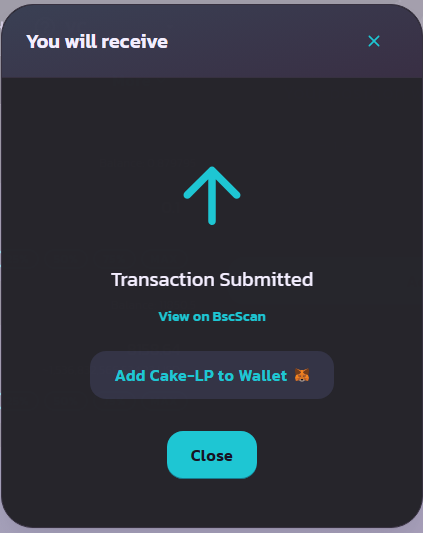 You will receive
Transaction Submitted
View on BscScan
Add Cake-LP to Wallet
Close